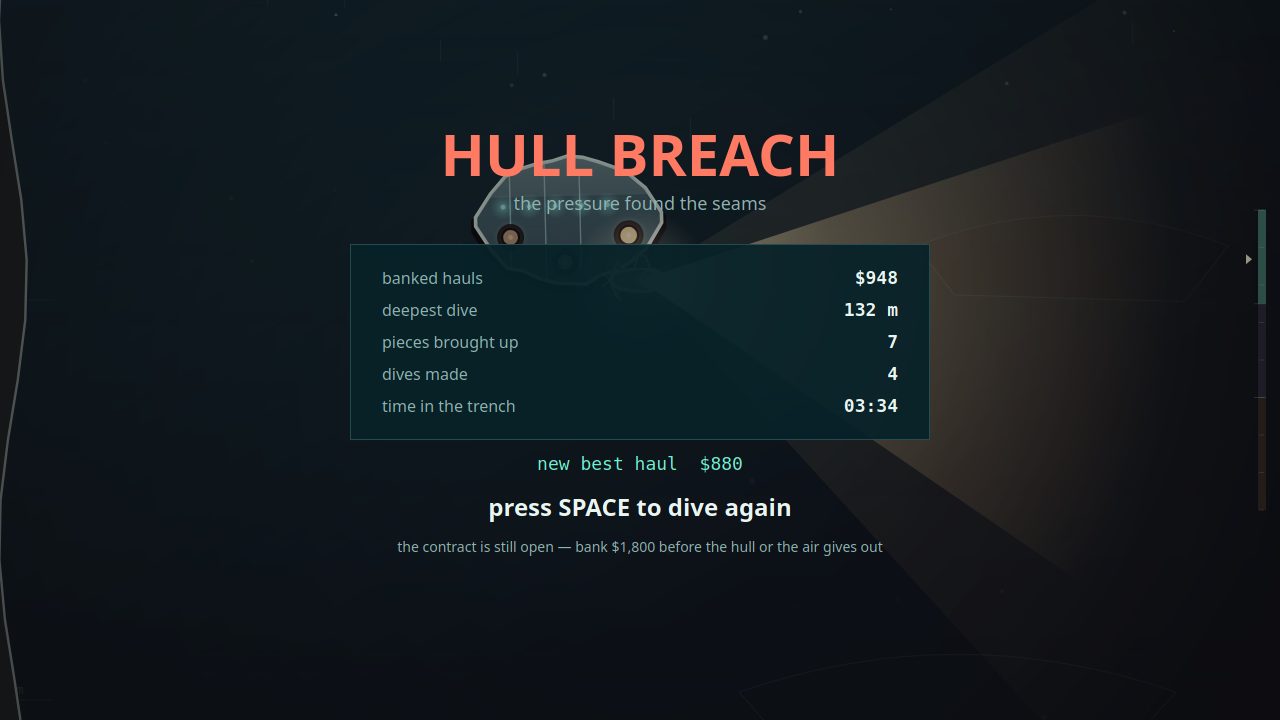 HULL BREACH
the pressure found the seams
banked hauls $948
deepest dive 132 m
pieces brought up 7
dives made 4
time in the trench 03:34
new best haul $880
press SPACE to dive again
the contract is still open — bank $1,800 before the hull or the air gives out